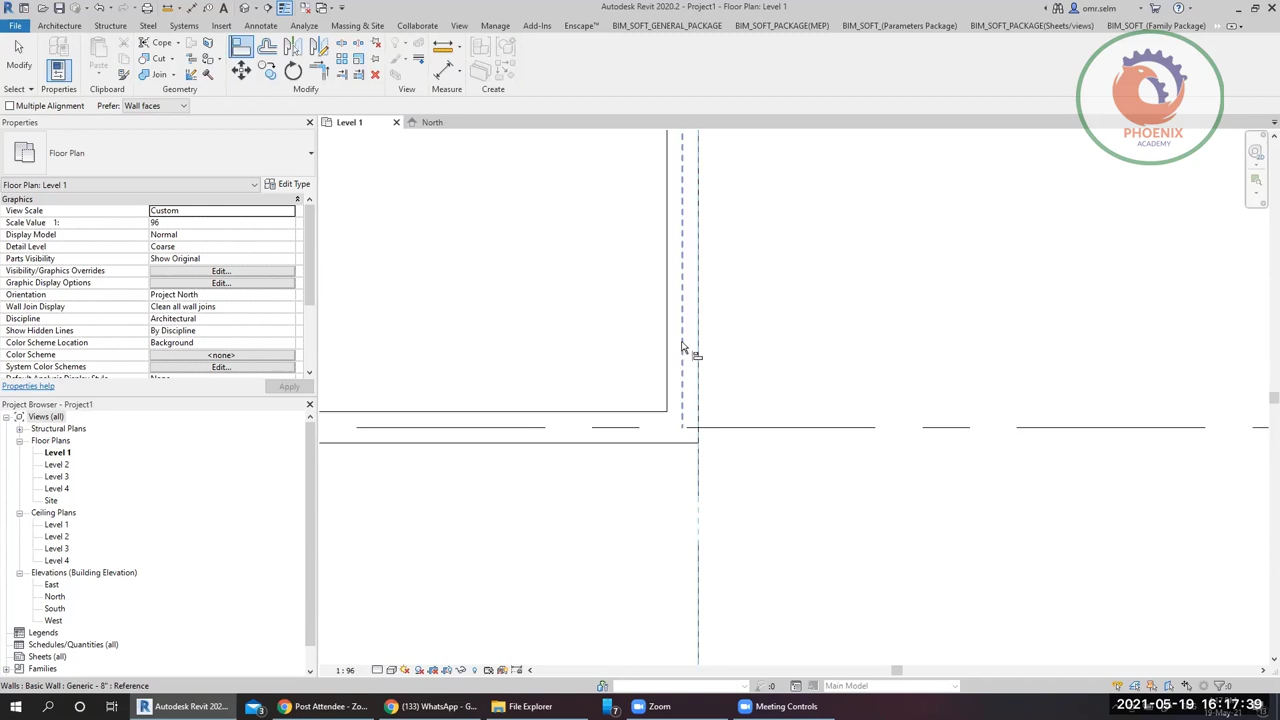 Autodesk Revit 2020.2 - Project1 - Floor Plan: Level 1
omr.selm
File Architecture Structure Steel Systems Insert Annotate Analyze Massing & Site Collaborate View Manage Add-Ins Enscape™ BIM_SOFT_GENERAL_PACKAGE BIM_SOFT_PACKAGE(MEP) BIM_SOFT_(Parameters Package) BIM_SOFT_PACKAGE(Sheets/views) BIM_SOFT_(Family Package)
Modify Paste Cope Cut Join
Select Properties Clipboard Geometry Modify View Measure Create
Multiple Alignment Prefer: Wall faces
PHOENIX
ACADEMY
Properties
Level 1 North
Floor Plan
Floor Plan: Level 1 Edit Type
Graphics
View Scale Custom
Scale Value 1: 96
Display Model Normal
Detail Level Coarse
Parts Visibility Show Original
Visibility/Graphics Overrides Edit...
Graphic Display Options Edit...
Orientation Project North
Wall Join Display Clean all wall joins
Discipline Architectural
Show Hidden Lines By Discipline
Color Scheme Location Background
Color Scheme <none>
System Color Schemes Edit...
Properties help Apply
Project Browser - Project1
Views (all)
Structural Plans
Floor Plans
Level 1
Level 2
Level 3
Level 4
Site
Ceiling Plans
Level 1
Level 2
Level 3
Level 4
Elevations (Building Elevation)
East
North
South
West
Legends
Schedules/Quantities (all)
Sheets (all)
Families
1 : 96
Walls : Basic Wall : Generic - 8" : Reference
:0 Main Model :0
Autodesk Revit 202... 3 Post Attendee - Zo... (133) WhatsApp - G... File Explorer 7 Zoom Meeting Controls
2021-05-19 16:17:39